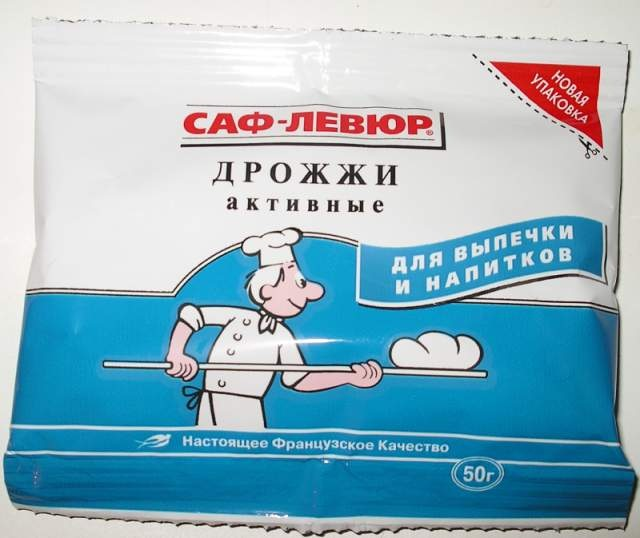 НОВАЯ
УПАКОВКА
САФ-ЛЕВЮР®
ДРОЖЖИ
активные
ДЛЯ ВЫПЕЧКИ
И НАПИТКОВ
Настоящее Французское Качество
50г